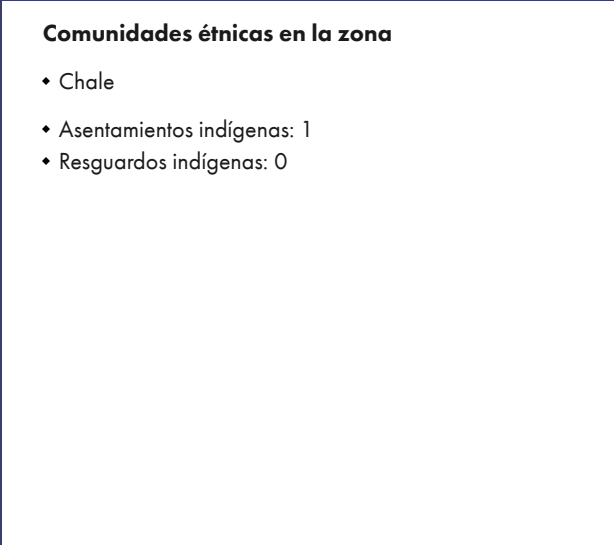 Comunidades étnicas en la zona
◆ Chale
◆ Asentamientos indígenas: 1
◆ Resguardos indígenas: 0